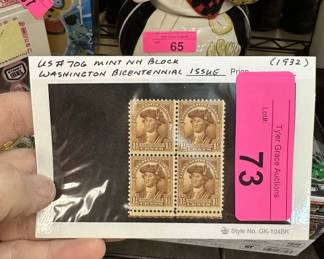 65
US #706 MINT NH BLOCK (1932)
WASHINGTON BICENTENNIAL ISSUE Price
Lot#:
73
Tyler Grace Auctions
Style No. GK-104BK